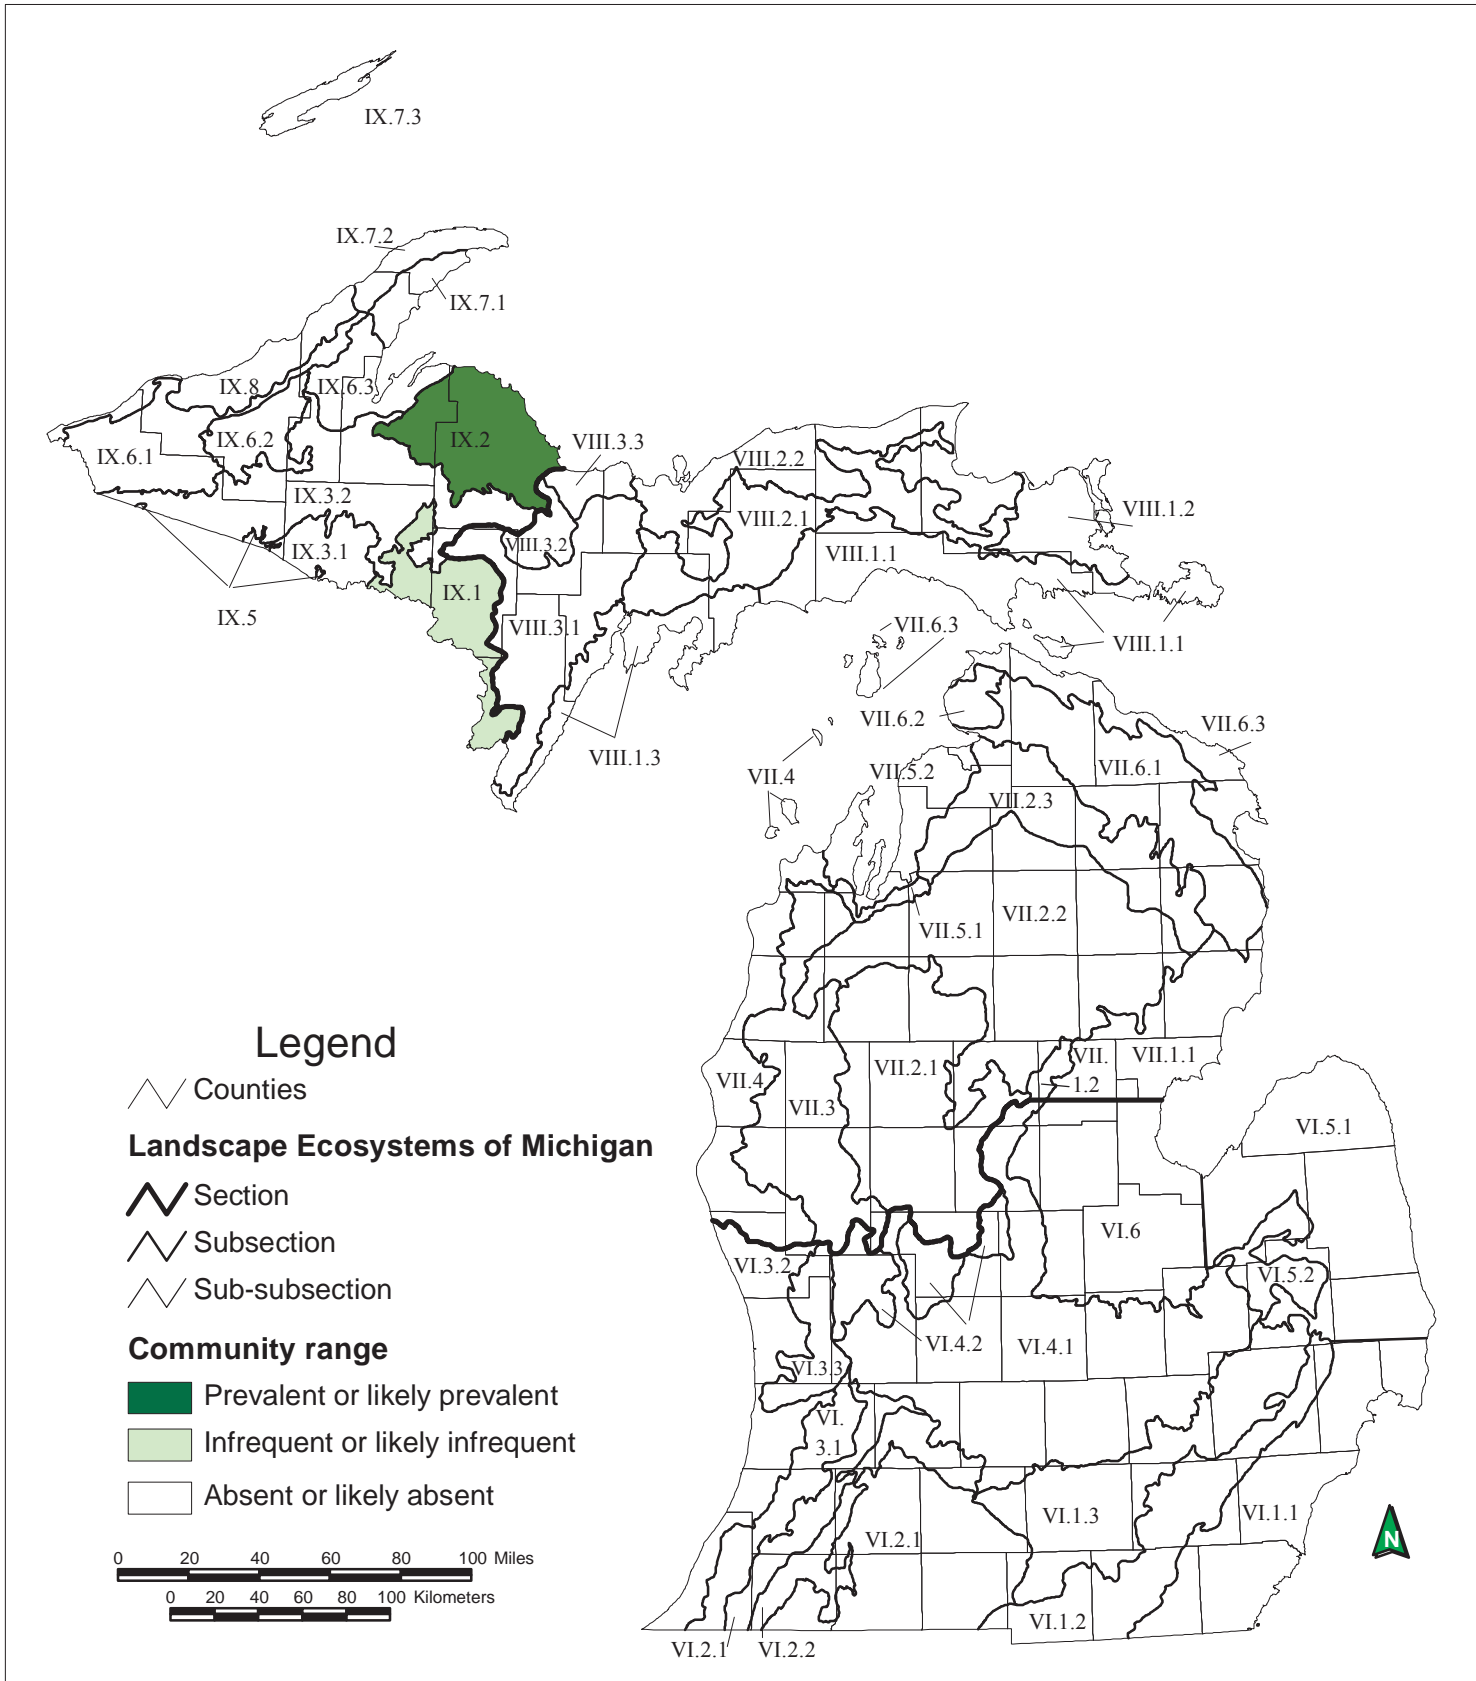 IX.7.3
IX.7.2
IX.7.1
IX.8
IX.6.3
IX.6.2
IX.2
VIII.3.3
IX.6.1
VIII.2.2
IX.3.2
VIII.2.1
VIII.1.2
IX.3.1
VIII.3.2
VIII.1.1
IX.1
IX.5
VIII.3.1
VII.6.3
VIII.1.1
VII.6.2
VII.6.3
VIII.1.3
VII.4
VII.5.2
VII.6.1
VII.2.3
VII.5.1
VII.2.2
VII.4
VII.3
VII.2.1
VII.
1.2
VII.1.1
VI.5.1
VI.6
VI.3.2
VI.5.2
VI.4.2
VI.4.1
VI.3.3
VI.
3.1
VI.2.1
VI.1.3
VI.1.1
VI.1.2
VI.2.1
VI.2.2
Legend
Counties
Landscape Ecosystems of Michigan
Section
Subsection
Sub-subsection
Community range
Prevalent or likely prevalent
Infrequent or likely infrequent
Absent or likely absent
0 20 40 60 80 100 Miles
0 20 40 60 80 100 Kilometers
N